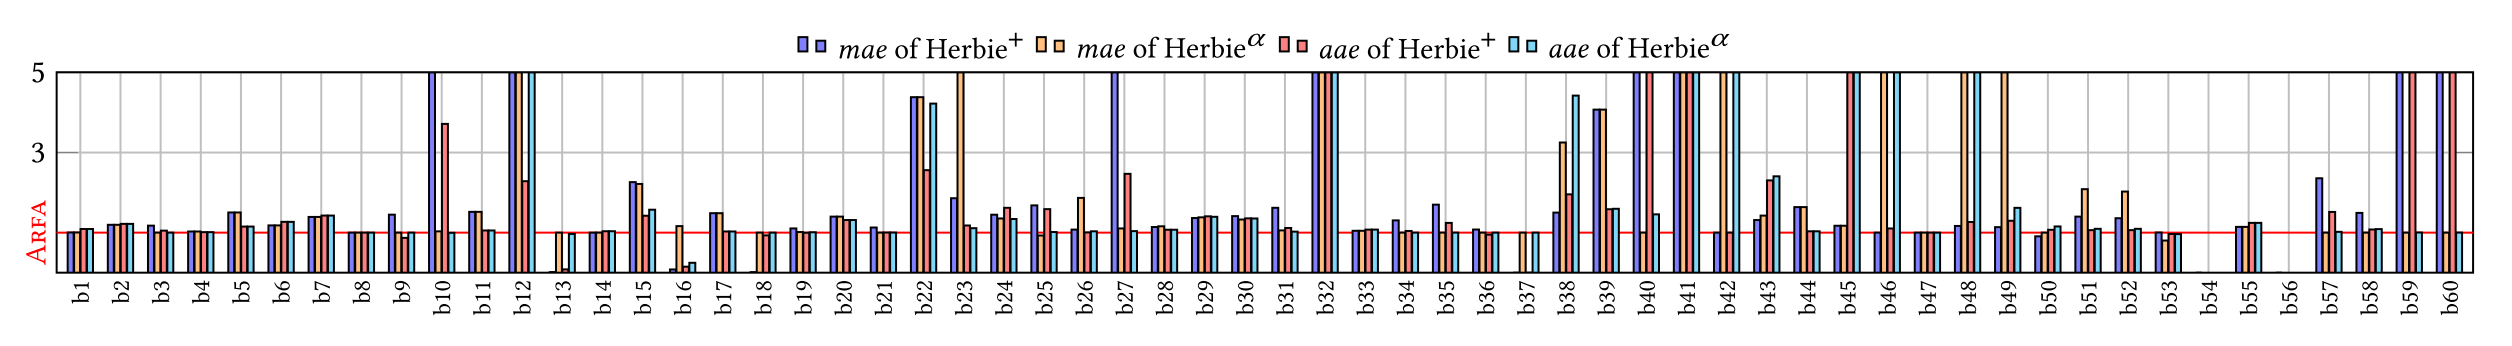 mae of Herbie+ mae of Herbieα aae of Herbie+ aae of Herbieα
5
3
ARFA
b1 b2 b3 b4 b5 b6 b7 b8 b9 b10 b11 b12 b13 b14 b15 b16 b17 b18 b19 b20 b21 b22 b23 b24 b25 b26 b27 b28 b29 b30 b31 b32 b33 b34 b35 b36 b37 b38 b39 b40 b41 b42 b43 b44 b45 b46 b47 b48 b49 b50 b51 b52 b53 b54 b55 b56 b57 b58 b59 b60